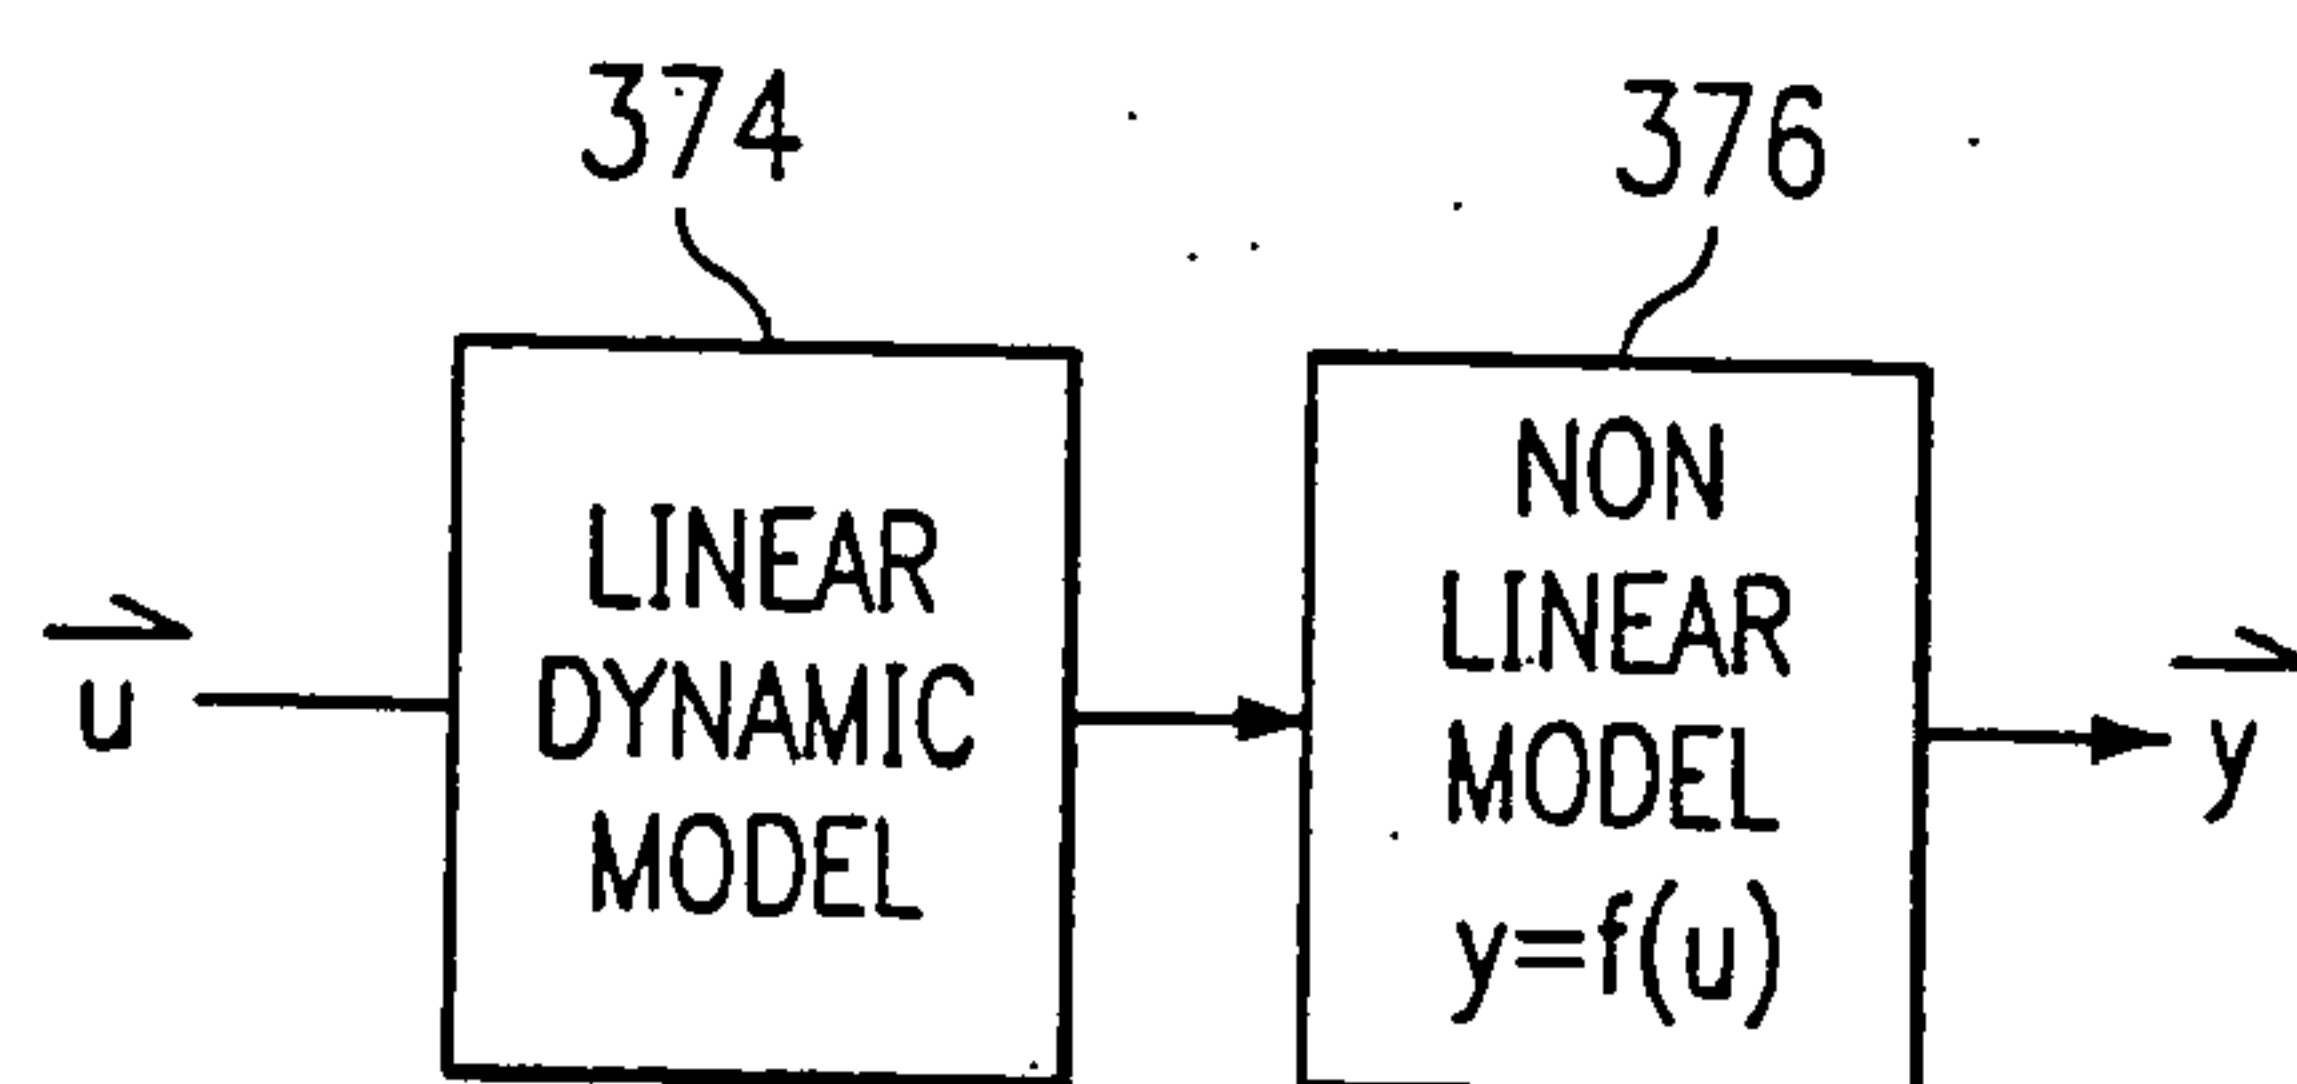 374
376
u⃗
LINEAR
DYNAMIC
MODEL
NON
LINEAR
MODEL
y=f(u)
y⃗